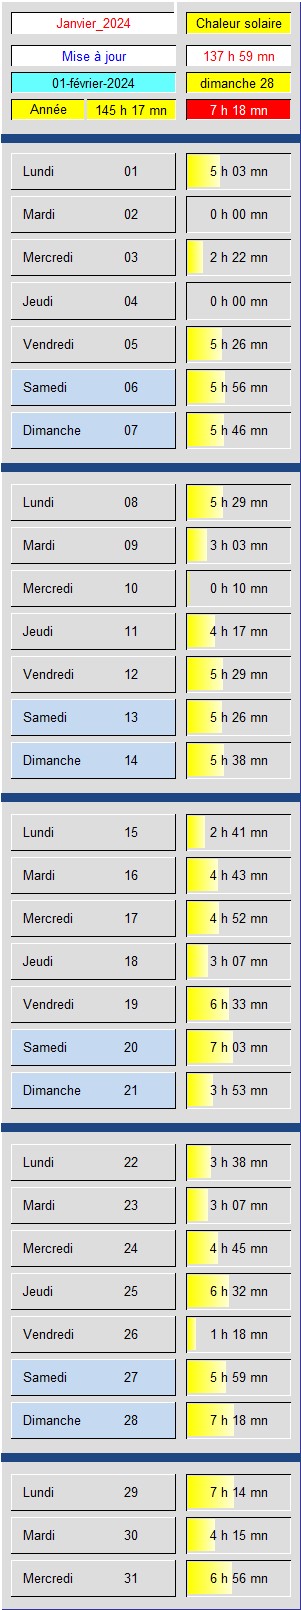 Janvier_2024 Chaleur solaire
Mise à jour 137 h 59 mn
01-février-2024 dimanche 28
Année 145 h 17 mn 7 h 18 mn
Lundi 01 5 h 03 mn
Mardi 02 0 h 00 mn
Mercredi 03 2 h 22 mn
Jeudi 04 0 h 00 mn
Vendredi 05 5 h 26 mn
Samedi 06 5 h 56 mn
Dimanche 07 5 h 46 mn
Lundi 08 5 h 29 mn
Mardi 09 3 h 03 mn
Mercredi 10 0 h 10 mn
Jeudi 11 4 h 17 mn
Vendredi 12 5 h 29 mn
Samedi 13 5 h 26 mn
Dimanche 14 5 h 38 mn
Lundi 15 2 h 41 mn
Mardi 16 4 h 43 mn
Mercredi 17 4 h 52 mn
Jeudi 18 3 h 07 mn
Vendredi 19 6 h 33 mn
Samedi 20 7 h 03 mn
Dimanche 21 3 h 53 mn
Lundi 22 3 h 38 mn
Mardi 23 3 h 07 mn
Mercredi 24 4 h 45 mn
Jeudi 25 6 h 32 mn
Vendredi 26 1 h 18 mn
Samedi 27 5 h 59 mn
Dimanche 28 7 h 18 mn
Lundi 29 7 h 14 mn
Mardi 30 4 h 15 mn
Mercredi 31 6 h 56 mn